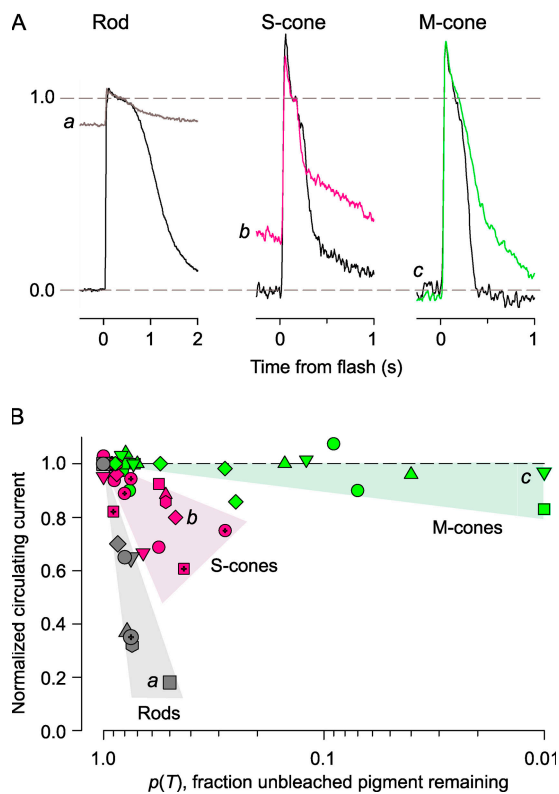 A
Rod
S-cone
M-cone
1.0
a
b
c
0.0
0 1 2
0 1
0 1
Time from flash (s)
B
Normalized circulating current
1.0
0.8
0.6
0.4
0.2
0.0
c
M-cones
b
S-cones
a
Rods
1.0 0.1 0.01
p(T), fraction unbleached pigment remaining